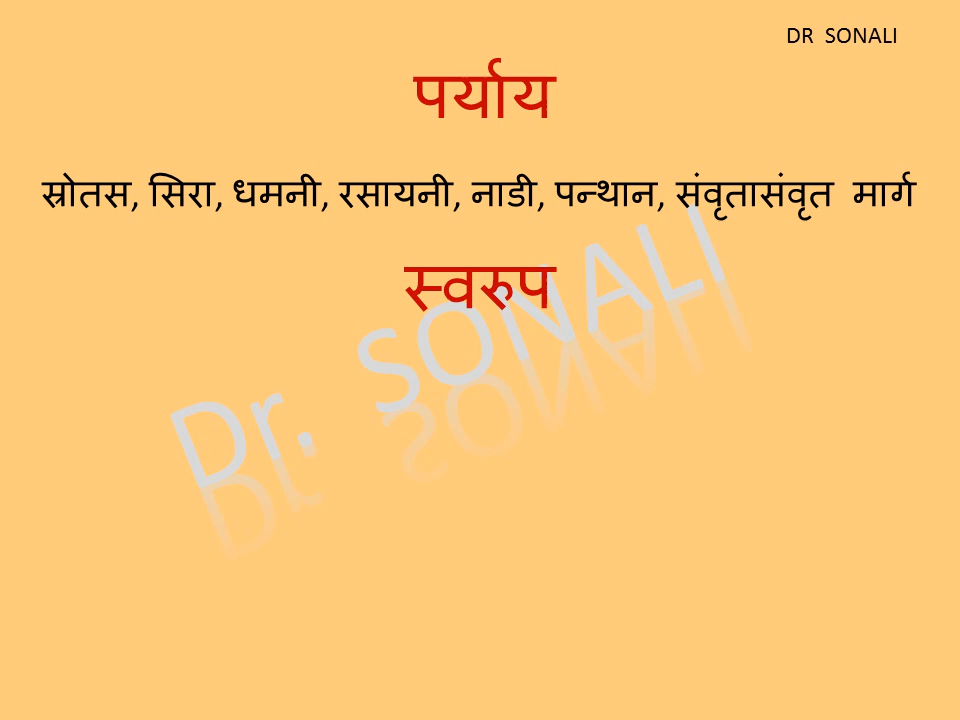 DR SONALI
पर्याय
स्रोतस, सिरा, धमनी, रसायनी, नाडी, पन्थान, संवृतासंवृत मार्ग
स्वरुप
Dr. SONALI